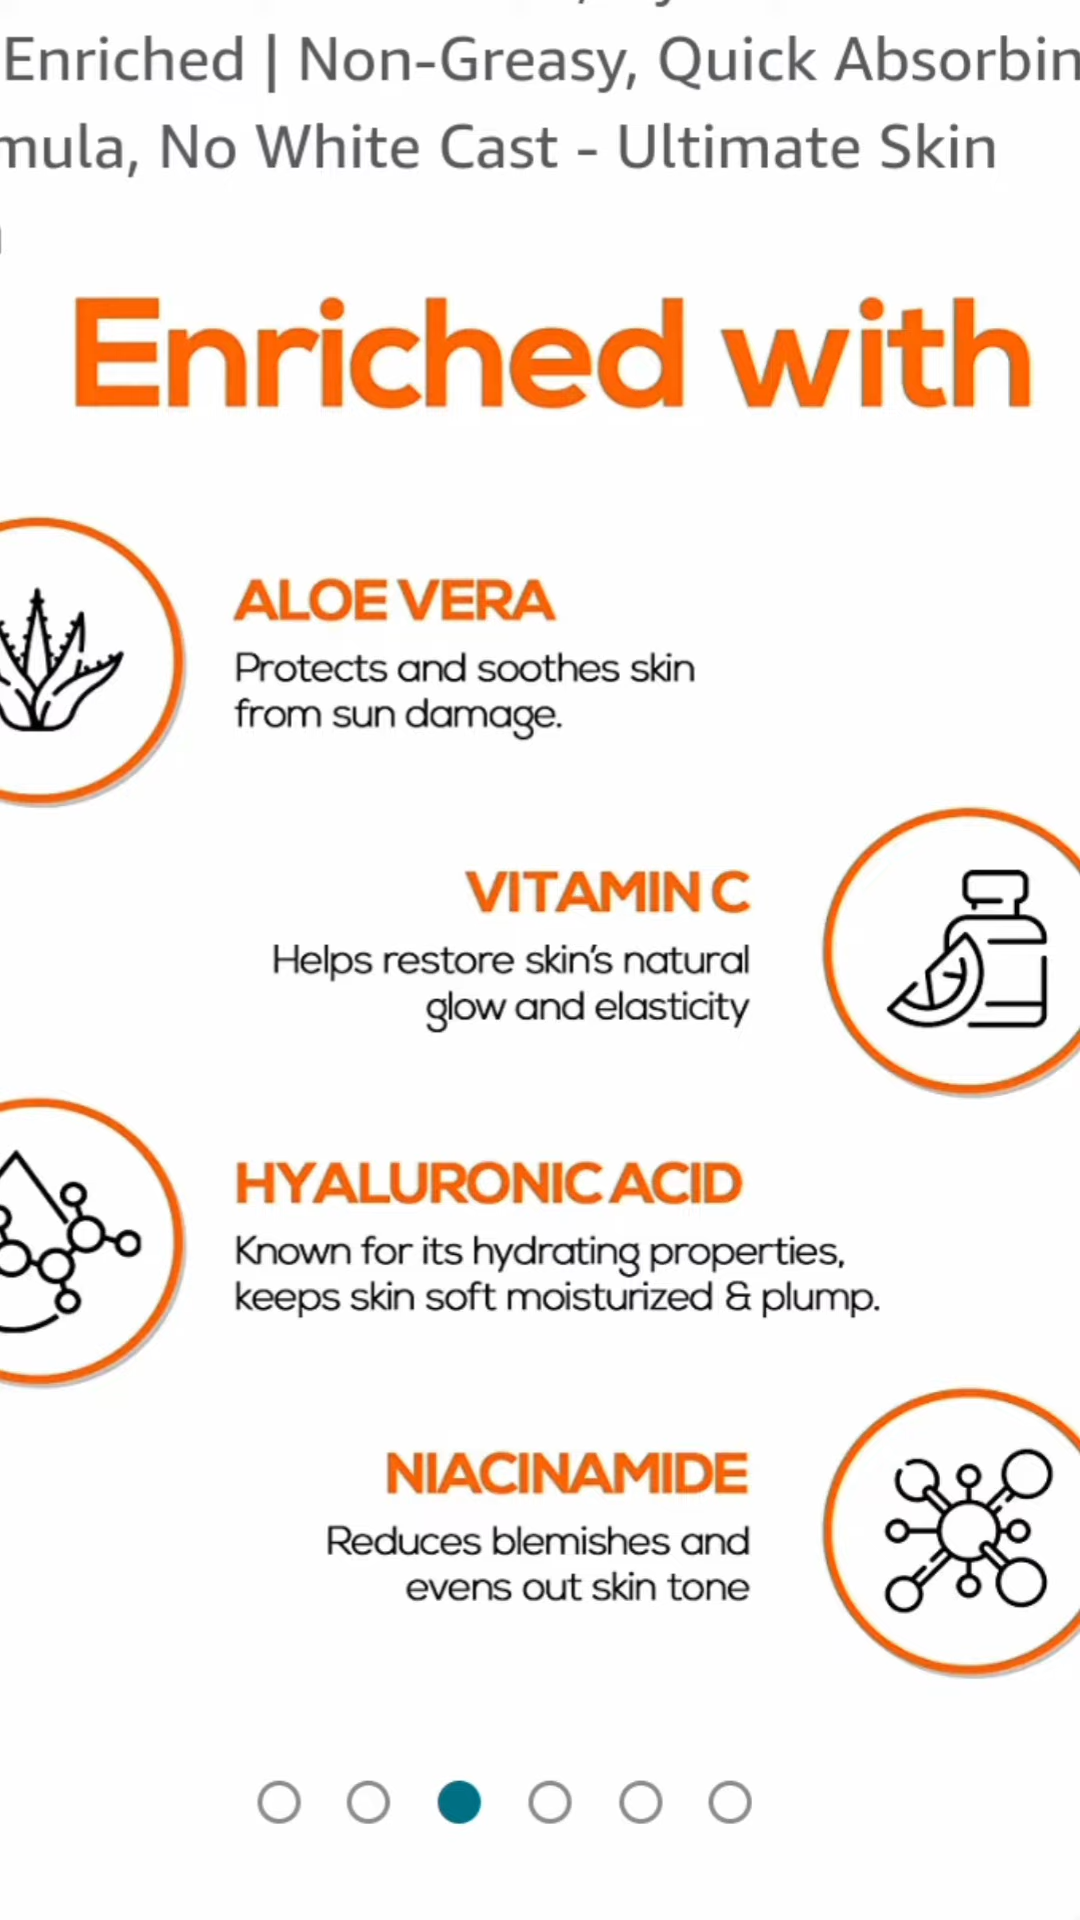 Enriched | Non-Greasy, Quick
No White Cast - Ultimate Skin
Enriched with
ALOE VERA
Protects and soothes skin
from sun damage.
VITAMIN C
Helps restore skin's natural
glow and elasticity
HYALURONIC ACID
Known for its hydrating properties,
keeps skin soft moisturized & plump.
NIACINAMIDE
Reduces blemishes and
evens out skin tone